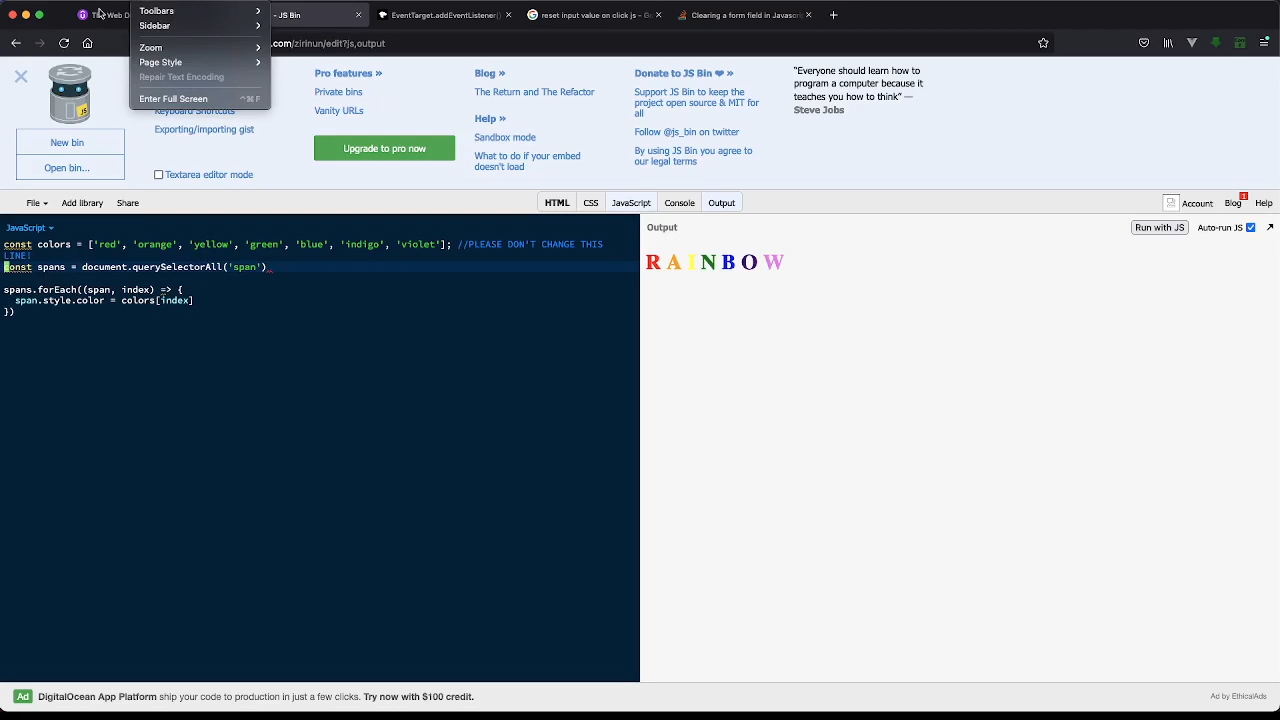 The Web D
- JS Bin
EventTarget.addEventListener()
reset input value on click js - Go
Clearing a form field in Javascrip
.com/zirinun/edit?js,output
Toolbars
Sidebar
Zoom
Page Style
Repair Text Encoding
Enter Full Screen ^⌘F
New bin
Open bin...
Keyboard Shortcuts
Exporting/importing gist
Textarea editor mode
Pro features »
Private bins
Vanity URLs
Upgrade to pro now
Blog »
The Return and The Refactor
Help »
Sandbox mode
What to do if your embed
doesn't load
Donate to JS Bin ❤ »
Support JS Bin to keep the
project open source & MIT for
all
Follow @js_bin on twitter
By using JS Bin you agree to
our legal terms
"Everyone should learn how to
program a computer because it
teaches you how to think" —
Steve Jobs
File Add library Share HTML CSS JavaScript Console Output Account Blog 1 Help
JavaScript
const colors = ['red', 'orange', 'yellow', 'green', 'blue', 'indigo', 'violet']; //PLEASE DON'T CHANGE THIS
LINE!
const spans = document.querySelectorAll('span')
spans.forEach((span, index) => {
span.style.color = colors[index]
})
Output Run with JS Auto-run JS
R A I N B O W
Ad DigitalOcean App Platform ship your code to production in just a few clicks. Try now with $100 credit. Ad by EthicalAds